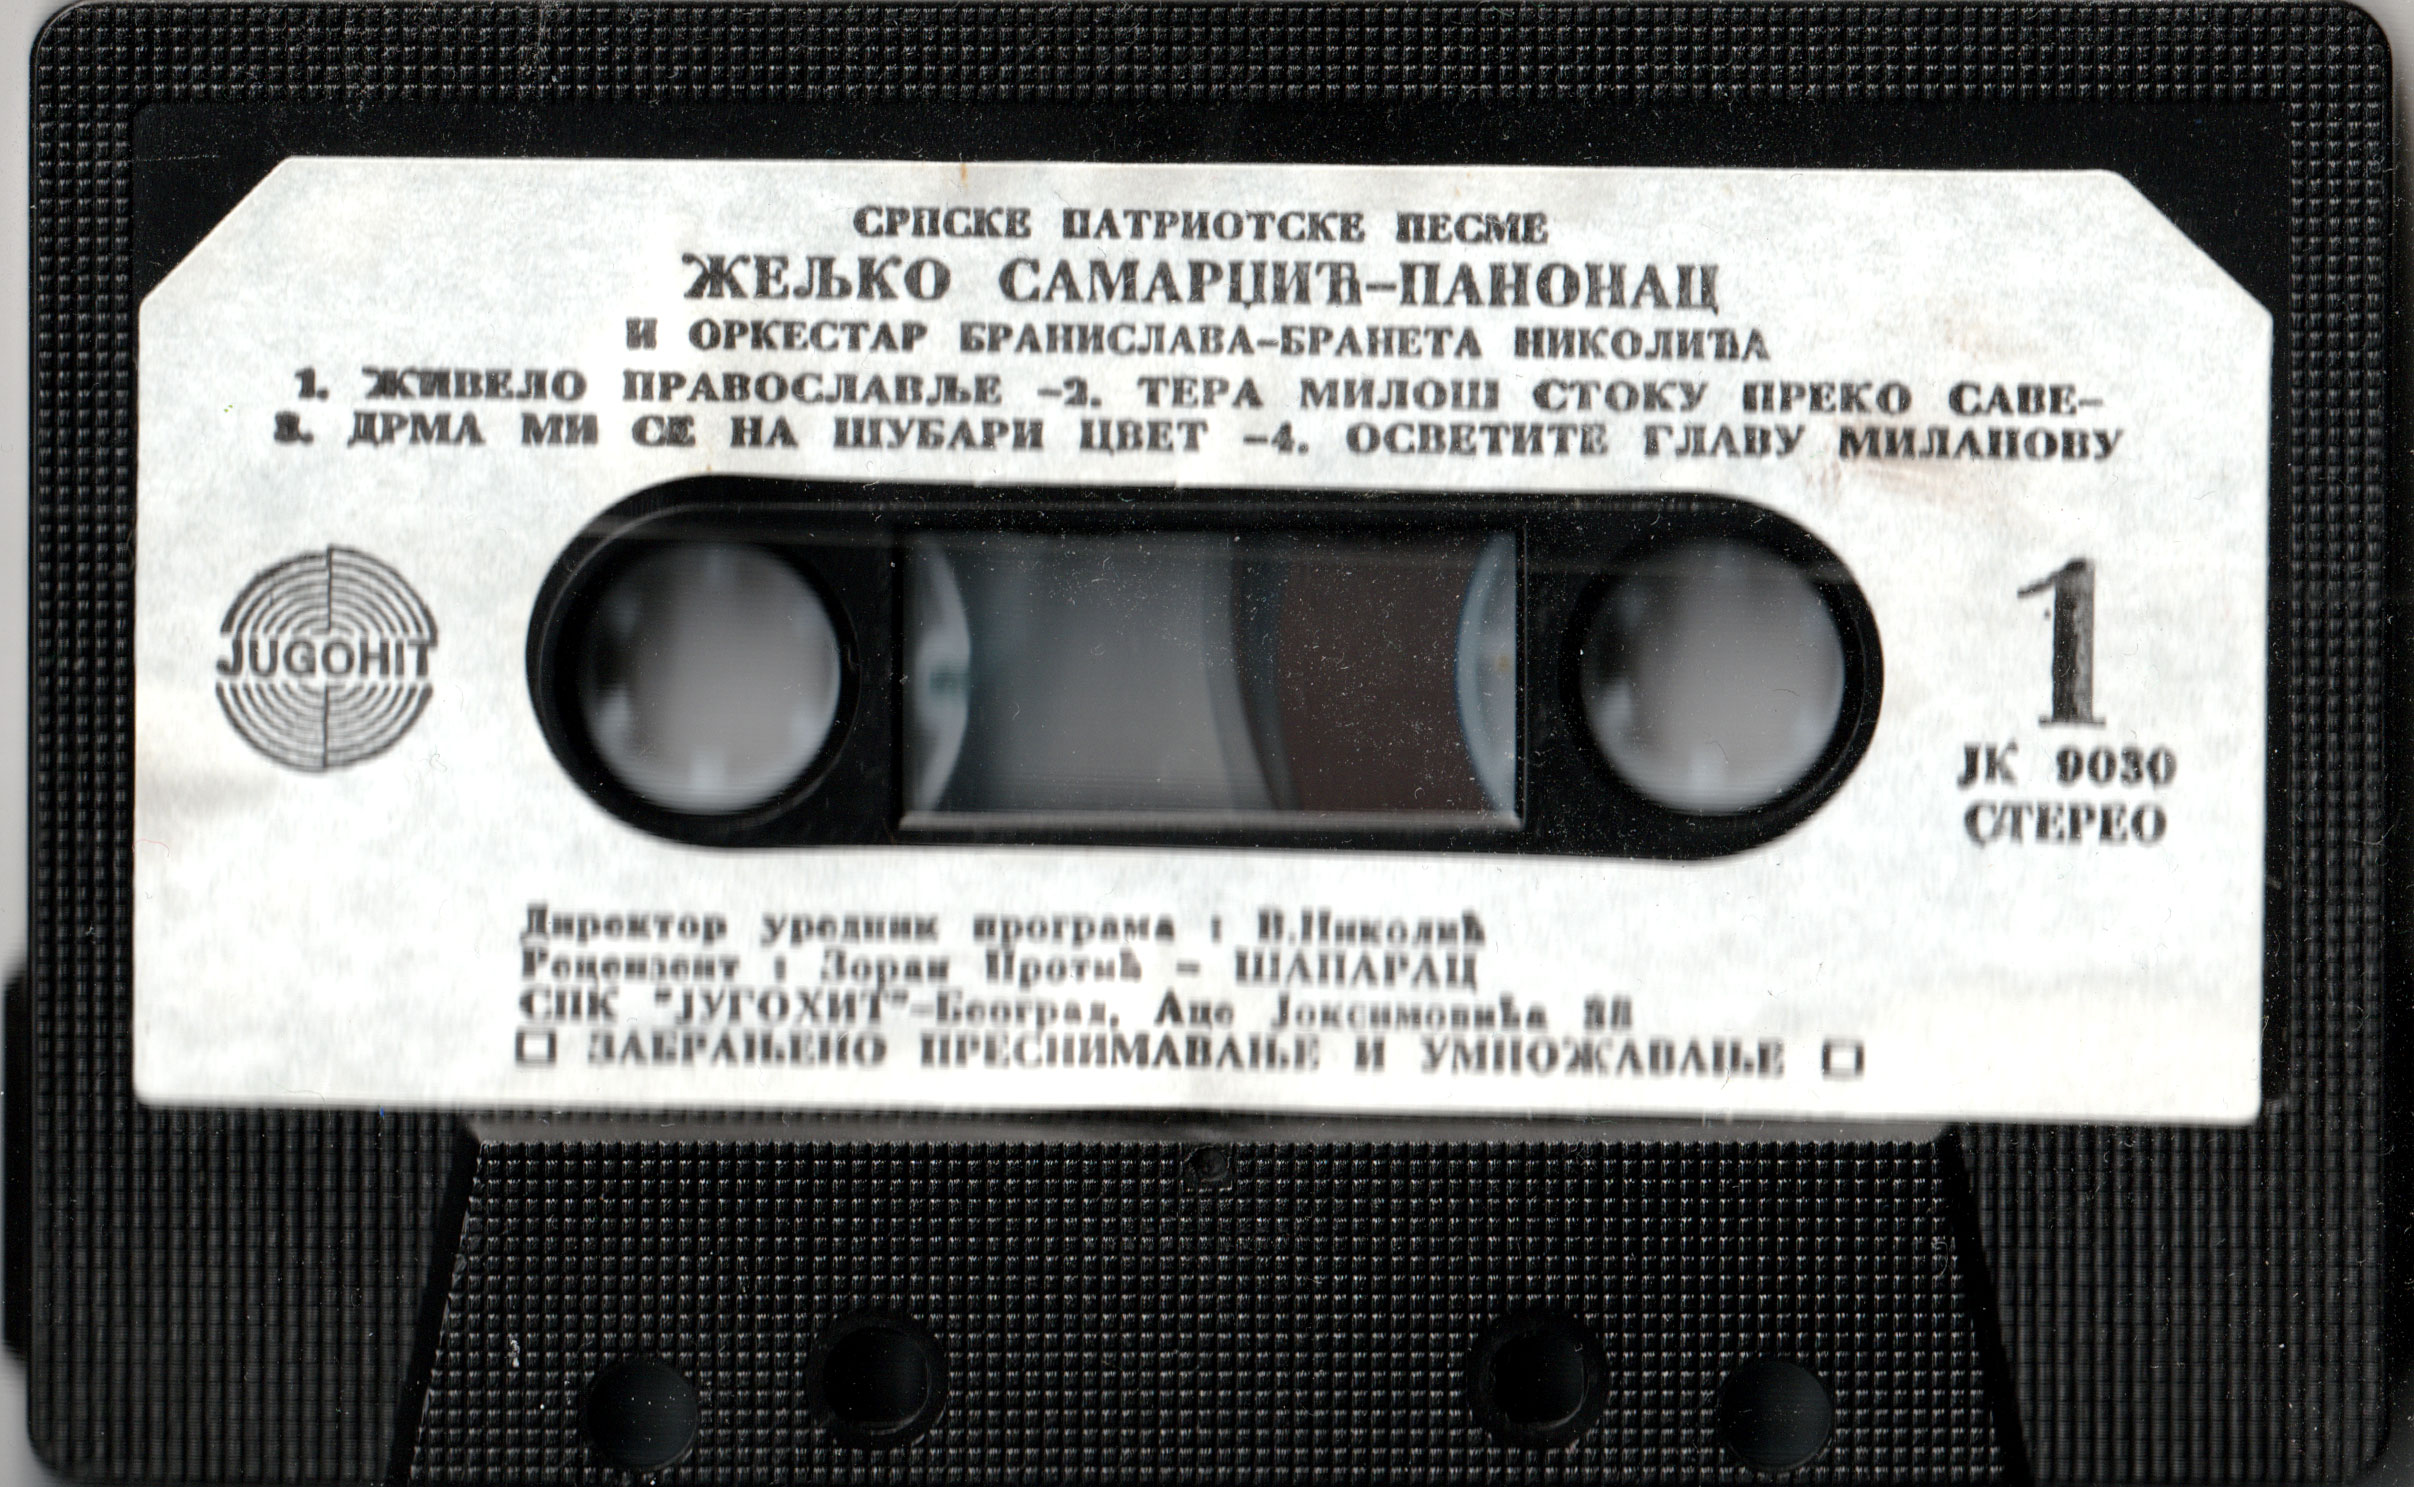 СРПСКЕ ПАТРИОТСКЕ ПЕСМЕ
ЖЕЉКО САМАРЏИЋ-ПАНОНАЦ
И ОРКЕСТАР БРАНИСЛАВА-БРАНЕТА НИКОЛИЋА
1. ЖИВЕЛО ПРАВОСЛАВЉЕ -2. ТЕРА МИЛОШ СТОКУ ПРЕКО САВЕ-
3. ДРМА МИ СЕ НА ШУБАРИ ЦВЕТ -4. ОСВЕТИТЕ ГЛАВУ МИЛАНОВУ
JUGOHIT
1
ЈК 9030
СТЕРЕО
Директор уредник програма : В.Николић
Рецензент : Зоран Протић - ШАПАРАЦ
СПК "ЈУГОХИТ"-Београд, Аце Јоксимовића
□ ЗАБРАЊЕНО ПРЕСНИМАВАЊЕ И УМНОЖАВАЊЕ □